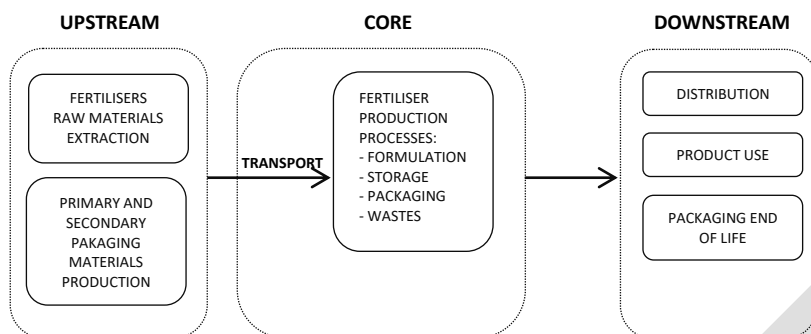 UPSTREAM
CORE
DOWNSTREAM
FERTILISERS
RAW MATERIALS
EXTRACTION
PRIMARY AND
SECONDARY
PAKAGING
MATERIALS
PRODUCTION
TRANSPORT
FERTILISER
PRODUCTION
PROCESSES:
- FORMULATION
- STORAGE
- PACKAGING
- WASTES
DISTRIBUTION
PRODUCT USE
PACKAGING END
OF LIFE